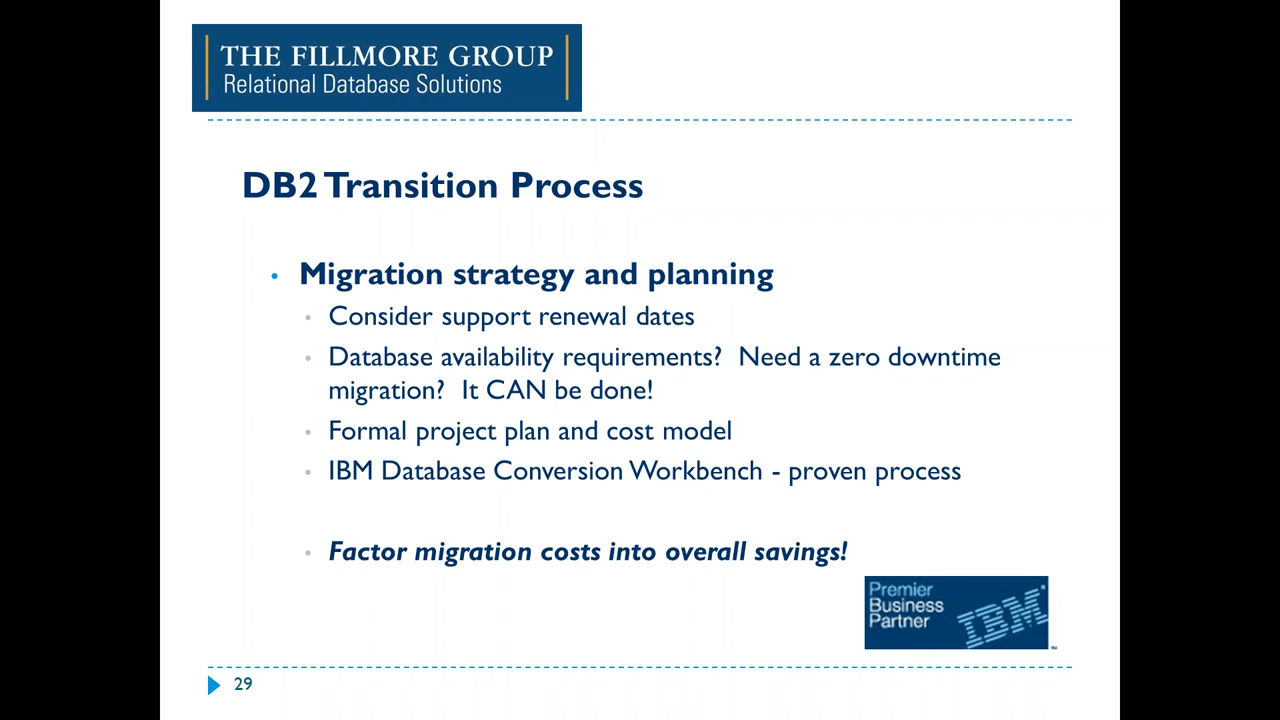 THE FILLMORE GROUP
Relational Database Solutions
DB2 Transition Process
• Migration strategy and planning
• Consider support renewal dates
• Database availability requirements? Need a zero downtime
migration? It CAN be done!
• Formal project plan and cost model
• IBM Database Conversion Workbench - proven process
• Factor migration costs into overall savings!
Premier
Business
Partner
IBM
29